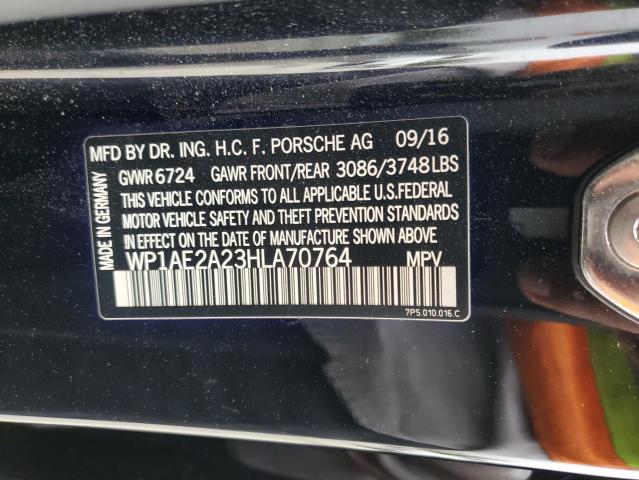 MFD BY DR. ING. H.C. F. PORSCHE AG 09/16
GVWR 6724 GAWR FRONT/REAR 3086/3748LBS
THIS VEHICLE CONFORMS TO ALL APPLICABLE U.S. FEDERAL
MOTOR VEHICLE SAFETY AND THEFT PREVENTION STANDARDS
IN EFFECT ON THE DATE OF MANUFACTURE SHOWN ABOVE.
WP1AE2A23HLA70764 MPV
7P5.010.016.C
MADE IN GERMANY